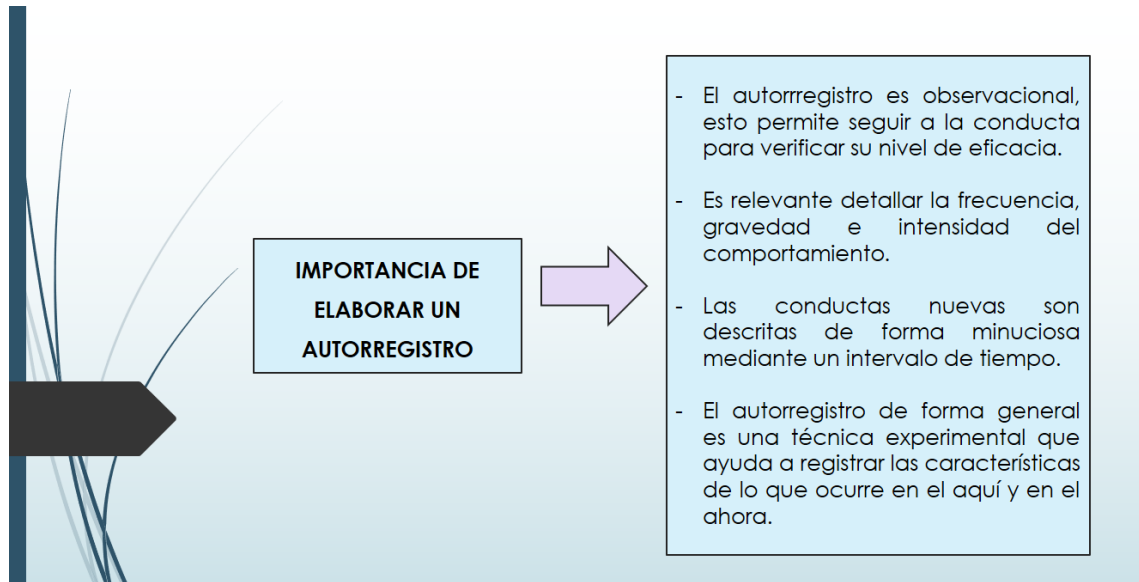 IMPORTANCIA DE
ELABORAR UN
AUTORREGISTRO
- El autorrregistro es observacional,
esto permite seguir a la conducta
para verificar su nivel de eficacia.
- Es relevante detallar la frecuencia,
gravedad e intensidad del
comportamiento.
- Las conductas nuevas son
descritas de forma minuciosa
mediante un intervalo de tiempo.
- El autorregistro de forma general
es una técnica experimental que
ayuda a registrar las características
de lo que ocurre en el aquí y en el
ahora.